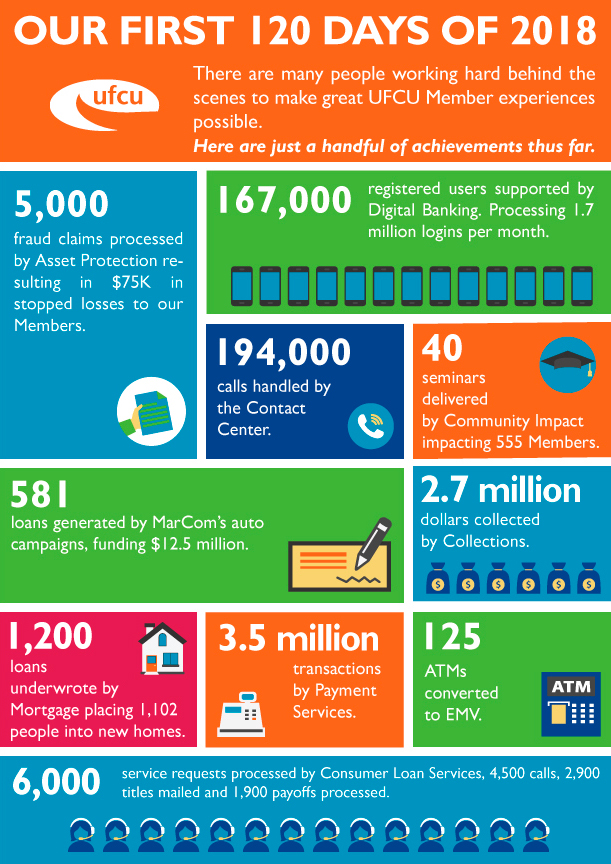 OUR FIRST 120 DAYS OF 2018
ufcu
There are many people working hard behind the
scenes to make great UFCU Member experiences
possible.
Here are just a handful of achievements thus far.
5,000
fraud claims processed
by Asset Protection re-
sulting in $75K in
stopped losses to our
Members.
167,000
registered users supported by
Digital Banking. Processing 1.7
million logins per month.
194,000
calls handled by
the Contact
Center.
40
seminars
delivered
by Community Impact
impacting 555 Members.
581
loans generated by MarCom's auto
campaigns, funding $12.5 million.
2.7 million
dollars collected
by Collections.
$ $ $ $ $ $
1,200
loans
underwrote by
Mortgage placing 1,102
people into new homes.
3.5 million
transactions
by Payment
Services.
125
ATMs
converted
to EMV.
ATM
6,000
service requests processed by Consumer Loan Services, 4,500 calls, 2,900
titles mailed and 1,900 payoffs processed.